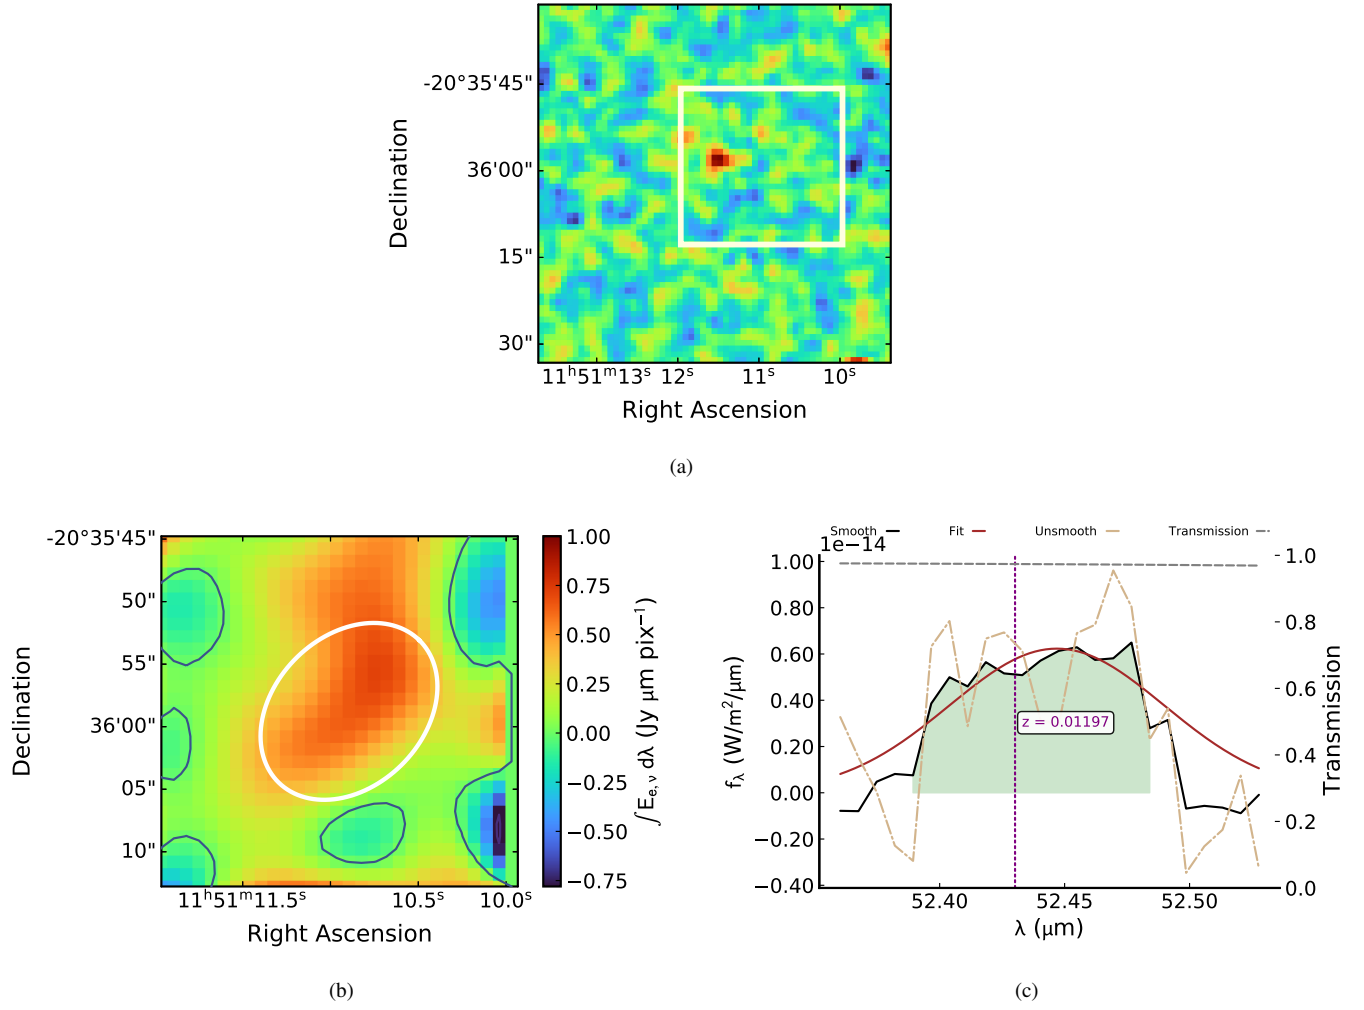 -20°35'45"
36'00"
15"
30"
Declination
11ʰ51ᵐ13ˢ 12ˢ 11ˢ 10ˢ
Right Ascension
(a)
-20°35'45"
50"
55"
36'00"
05"
10"
Declination
11ʰ51ᵐ11.5ˢ 10.5ˢ 10.0ˢ
Right Ascension
1.00
0.75
0.50
0.25
0.00
−0.25
−0.50
−0.75
∫E_{e, ν} dλ (Jy μm pix⁻¹)
(b)
Smooth Fit Unsmooth Transmission
1e−14
1.00
0.80
0.60
0.40
0.20
0.00
−0.20
−0.40
f_λ (W/m²/μm)
z = 0.01197
1.0
0.8
0.6
0.4
0.2
0.0
Transmission
52.40 52.45 52.50
λ (μm)
(c)